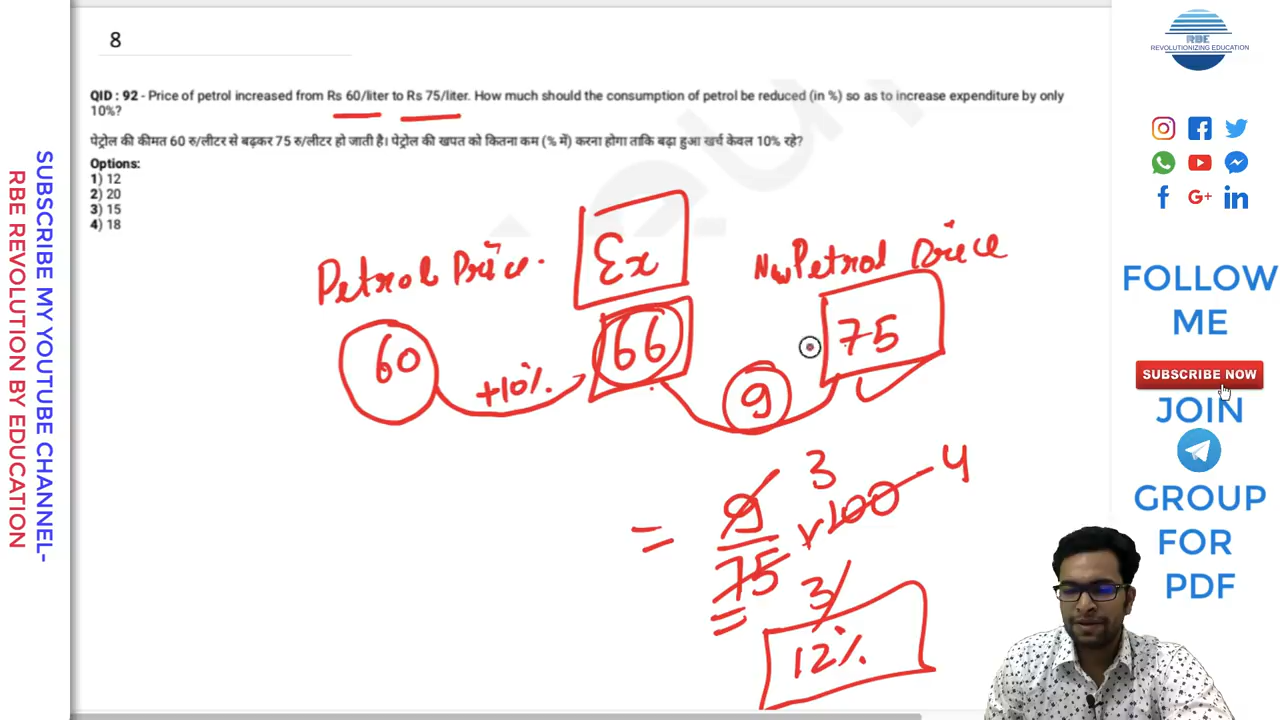 8
QID : 92 - Price of petrol increased from Rs 60/liter to Rs 75/liter. How much should the consumption of petrol be reduced (in %) so as to increase expenditure by only
10%?
पेट्रोल की कीमत 60 रु/लीटर से बढ़कर 75 रु/लीटर हो जाती है। पेट्रोल की खपत को कितना कम (% में) करना होगा ताकि बढ़ा हुआ खर्च केवल 10% रहे?
Options:
1) 12
2) 20
3) 15
4) 18
Petrol Price.
Ex
New Petrol Price
60
+10%
66
9
75
= 9/75 × 100
3
4
3
12%
SUBSCRIBE MY YOUTUBE CHANNEL-
RBE REVOLUTION BY EDUCATION
RBE
REVOLUTIONIZING EDUCATION
FOLLOW
ME
SUBSCRIBE NOW
JOIN
GROUP
FOR
PDF